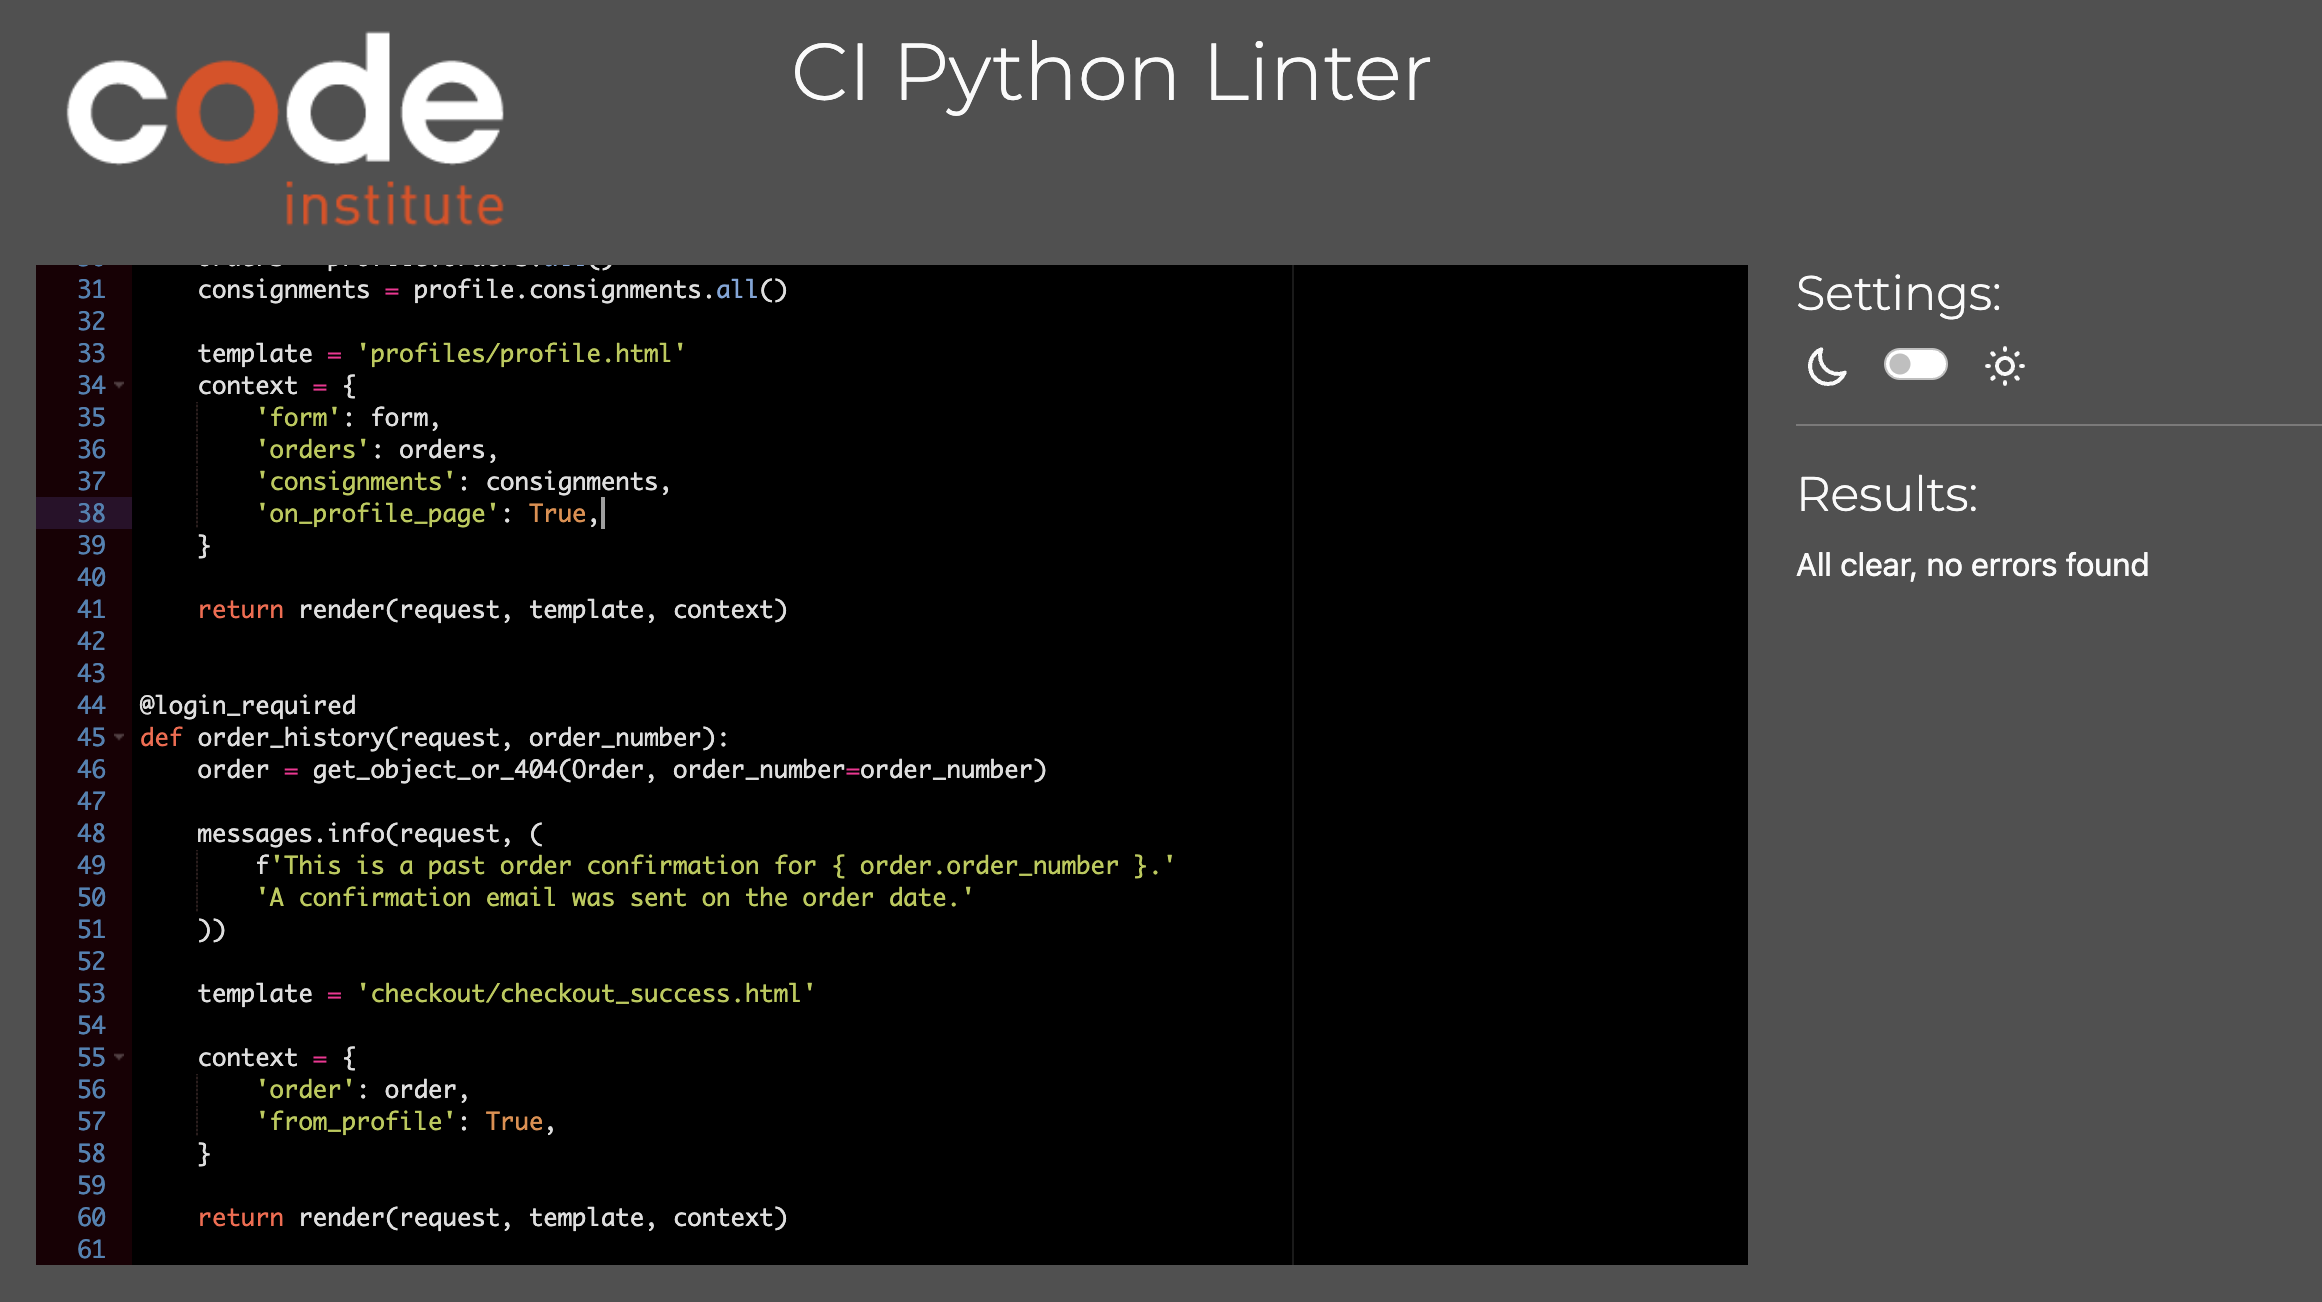 code
institute
CI Python Linter
31     consignments = profile.consignments.all()
32
33     template = 'profiles/profile.html'
34     context = {
35         'form': form,
36         'orders': orders,
37         'consignments': consignments,
38         'on_profile_page': True,
39     }
40
41     return render(request, template, context)
42
43
44 @login_required
45 def order_history(request, order_number):
46     order = get_object_or_404(Order, order_number=order_number)
47
48     messages.info(request, (
49         f'This is a past order confirmation for { order.order_number }.'
50         'A confirmation email was sent on the order date.'
51     ))
52
53     template = 'checkout/checkout_success.html'
54
55     context = {
56         'order': order,
57         'from_profile': True,
58     }
59
60     return render(request, template, context)
61
Settings:
Results:
All clear, no errors found